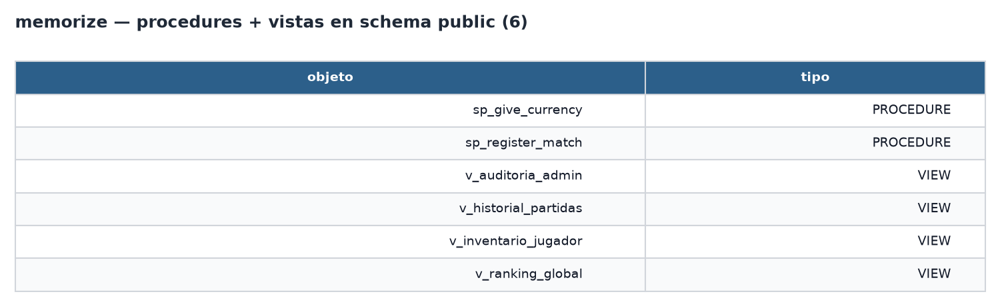 memorize — procedures + vistas en schema public (6)
objeto tipo
sp_give_currency PROCEDURE
sp_register_match PROCEDURE
v_auditoria_admin VIEW
v_historial_partidas VIEW
v_inventario_jugador VIEW
v_ranking_global VIEW